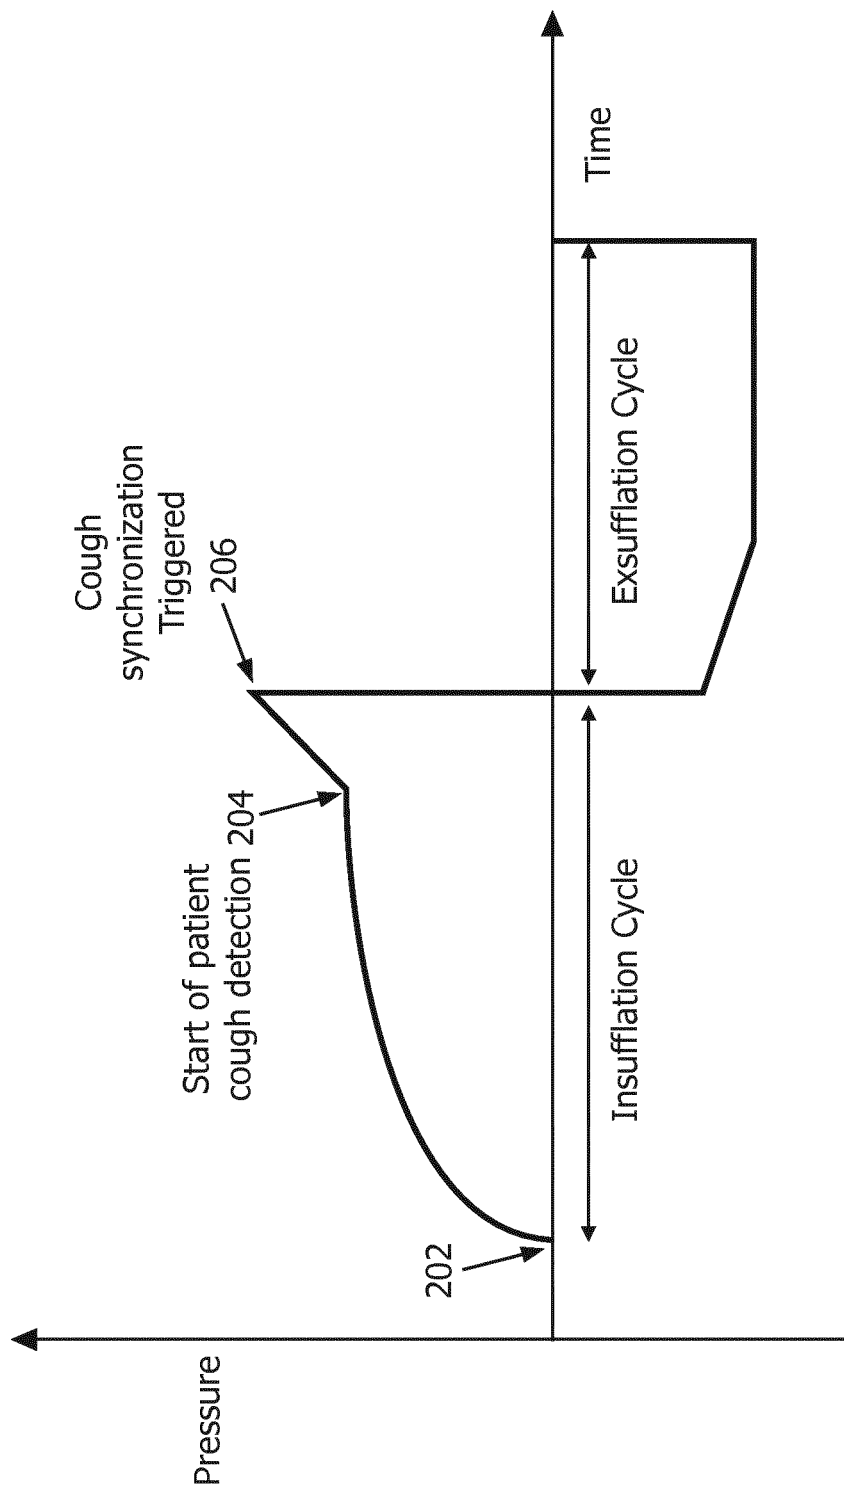 Pressure
202
Start of patient
cough detection 204
Cough
synchronization
Triggered
206
Insufflation Cycle
Exsufflation Cycle
Time